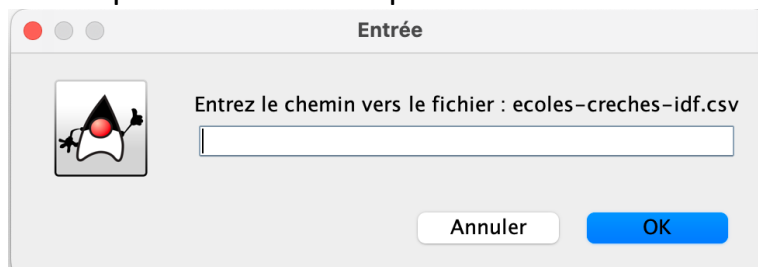 Entrée
Entrez le chemin vers le fichier : ecoles-creches-idf.csv
Annuler
OK